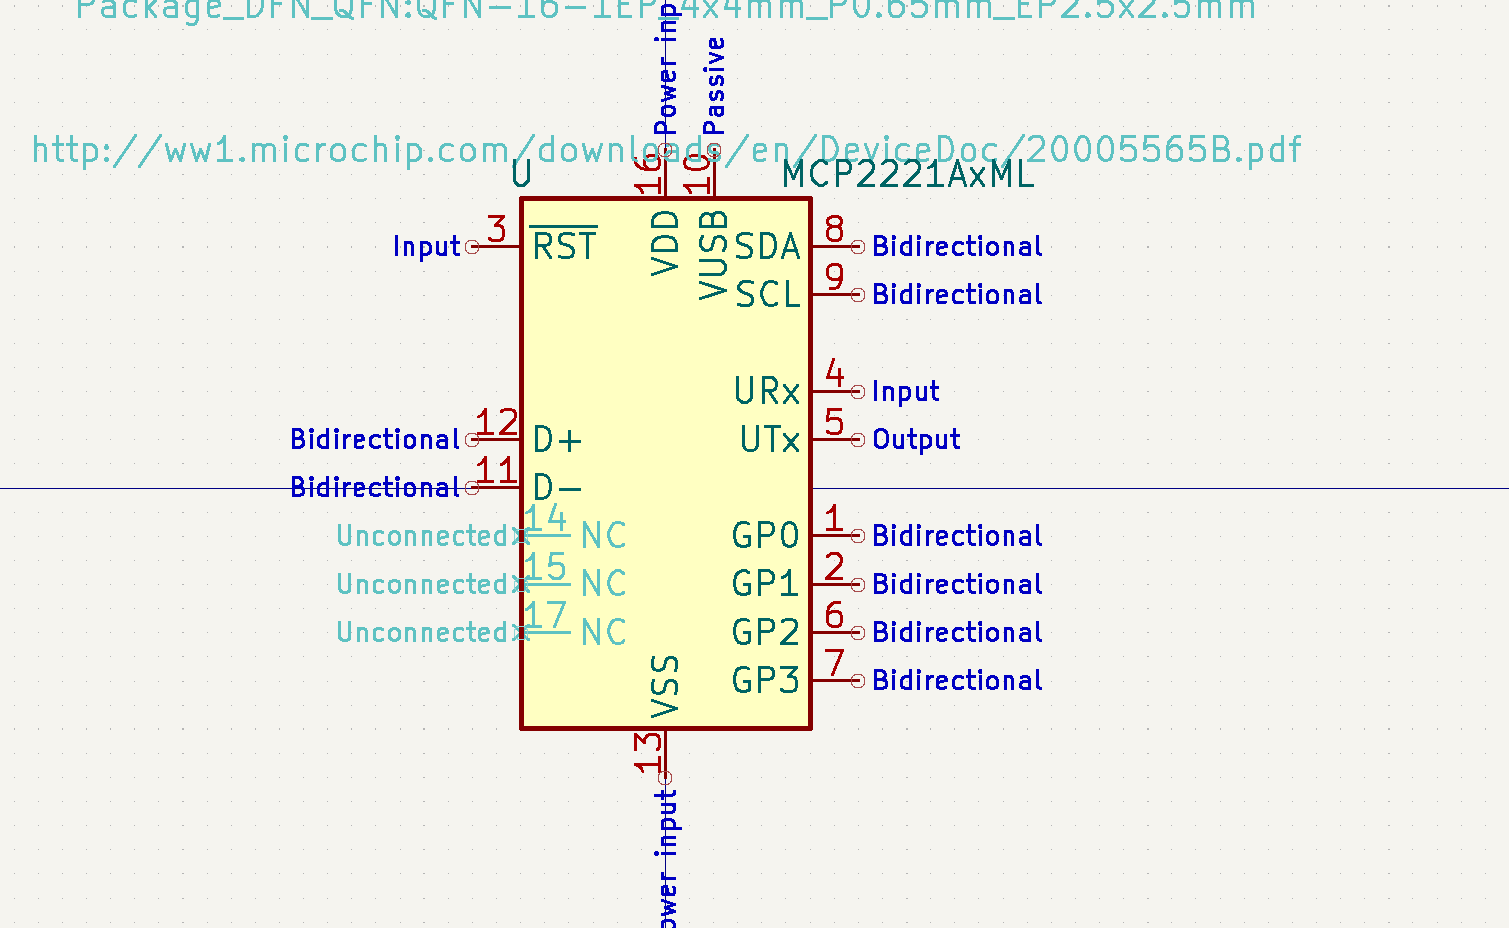 Package_DFN_QFN:QFN-16-1EP_4x4mm_P0.65mm_EP2.5x2.5mm
Power inp
Passive
http://ww1.microchip.com/downloads/en/DeviceDoc/20005565B.pdf
U
16
10
MCP2221AxML
Input 3 RST
VDD
VUSB
SDA 8 Bidirectional
SCL 9 Bidirectional
URx 4 Input
Bidirectional 12 D+
UTx 5 Output
Bidirectional 11 D-
Unconnected 14 NC
GP0 1 Bidirectional
Unconnected 15 NC
GP1 2 Bidirectional
Unconnected 17 NC
GP2 6 Bidirectional
VSS
GP3 7 Bidirectional
13
ower input